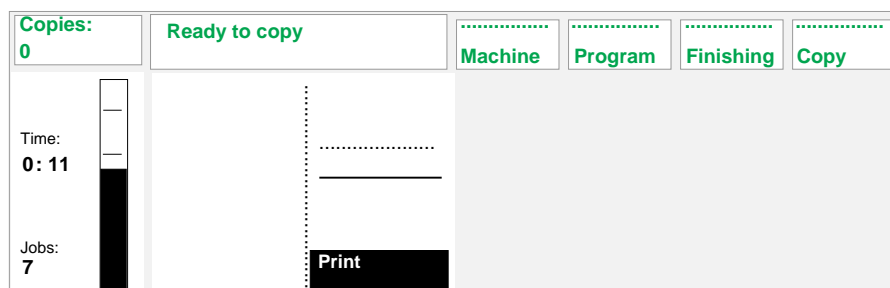 Copies:
0
Ready to copy
Machine
Program
Finishing
Copy
Time:
0: 11
Jobs:
7
Print